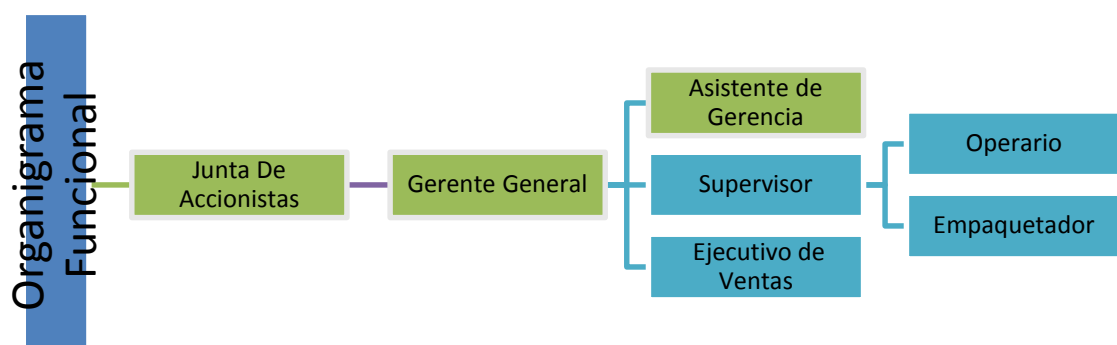 Organigrama
Funcional
Junta De
Accionistas
Gerente General
Asistente de
Gerencia
Supervisor
Ejecutivo de
Ventas
Operario
Empaquetador